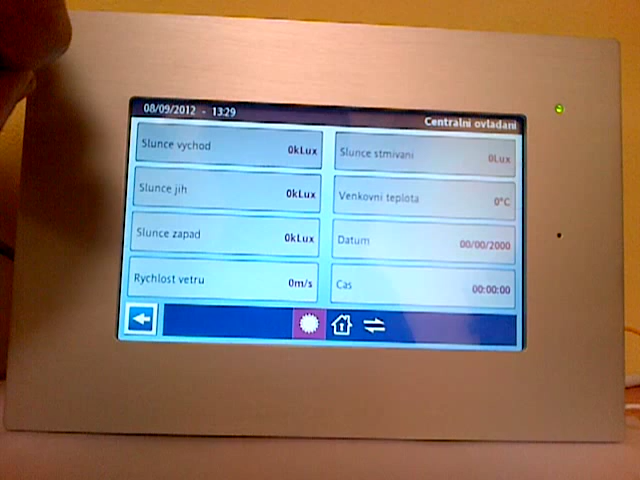 08/09/2012 - 13:29
Centralni ovladani
Slunce vychod 0kLux
Slunce stmivani 0Lux
Slunce jih 0kLux
Venkovni teplota 0°C
Slunce zapad 0kLux
Datum 00/00/2000
Rychlost vetru 0m/s
Cas 00:00:00